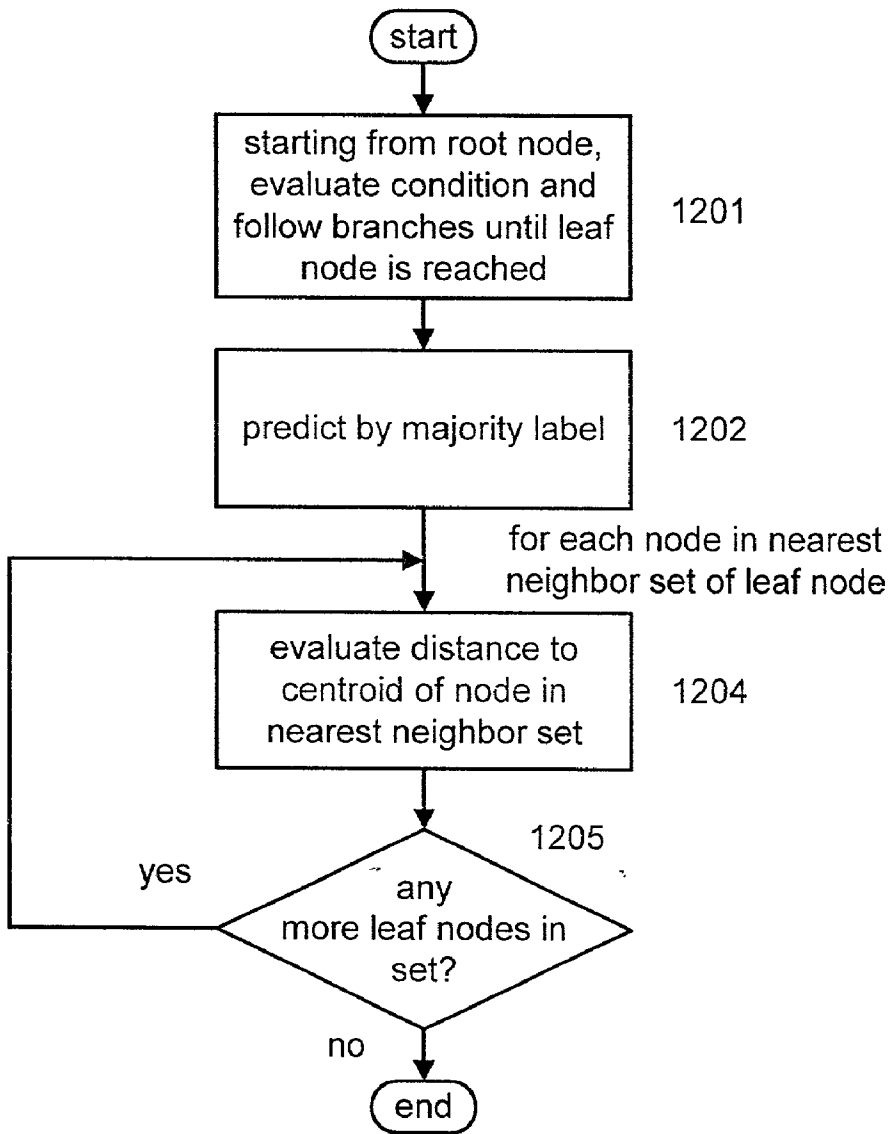 start
starting from root node,
evaluate condition and
follow branches until leaf
node is reached
1201
predict by majority label
1202
for each node in nearest
neighbor set of leaf node
evaluate distance to
centroid of node in
nearest neighbor set
1204
1205
yes
any
more leaf nodes in
set?
no
end